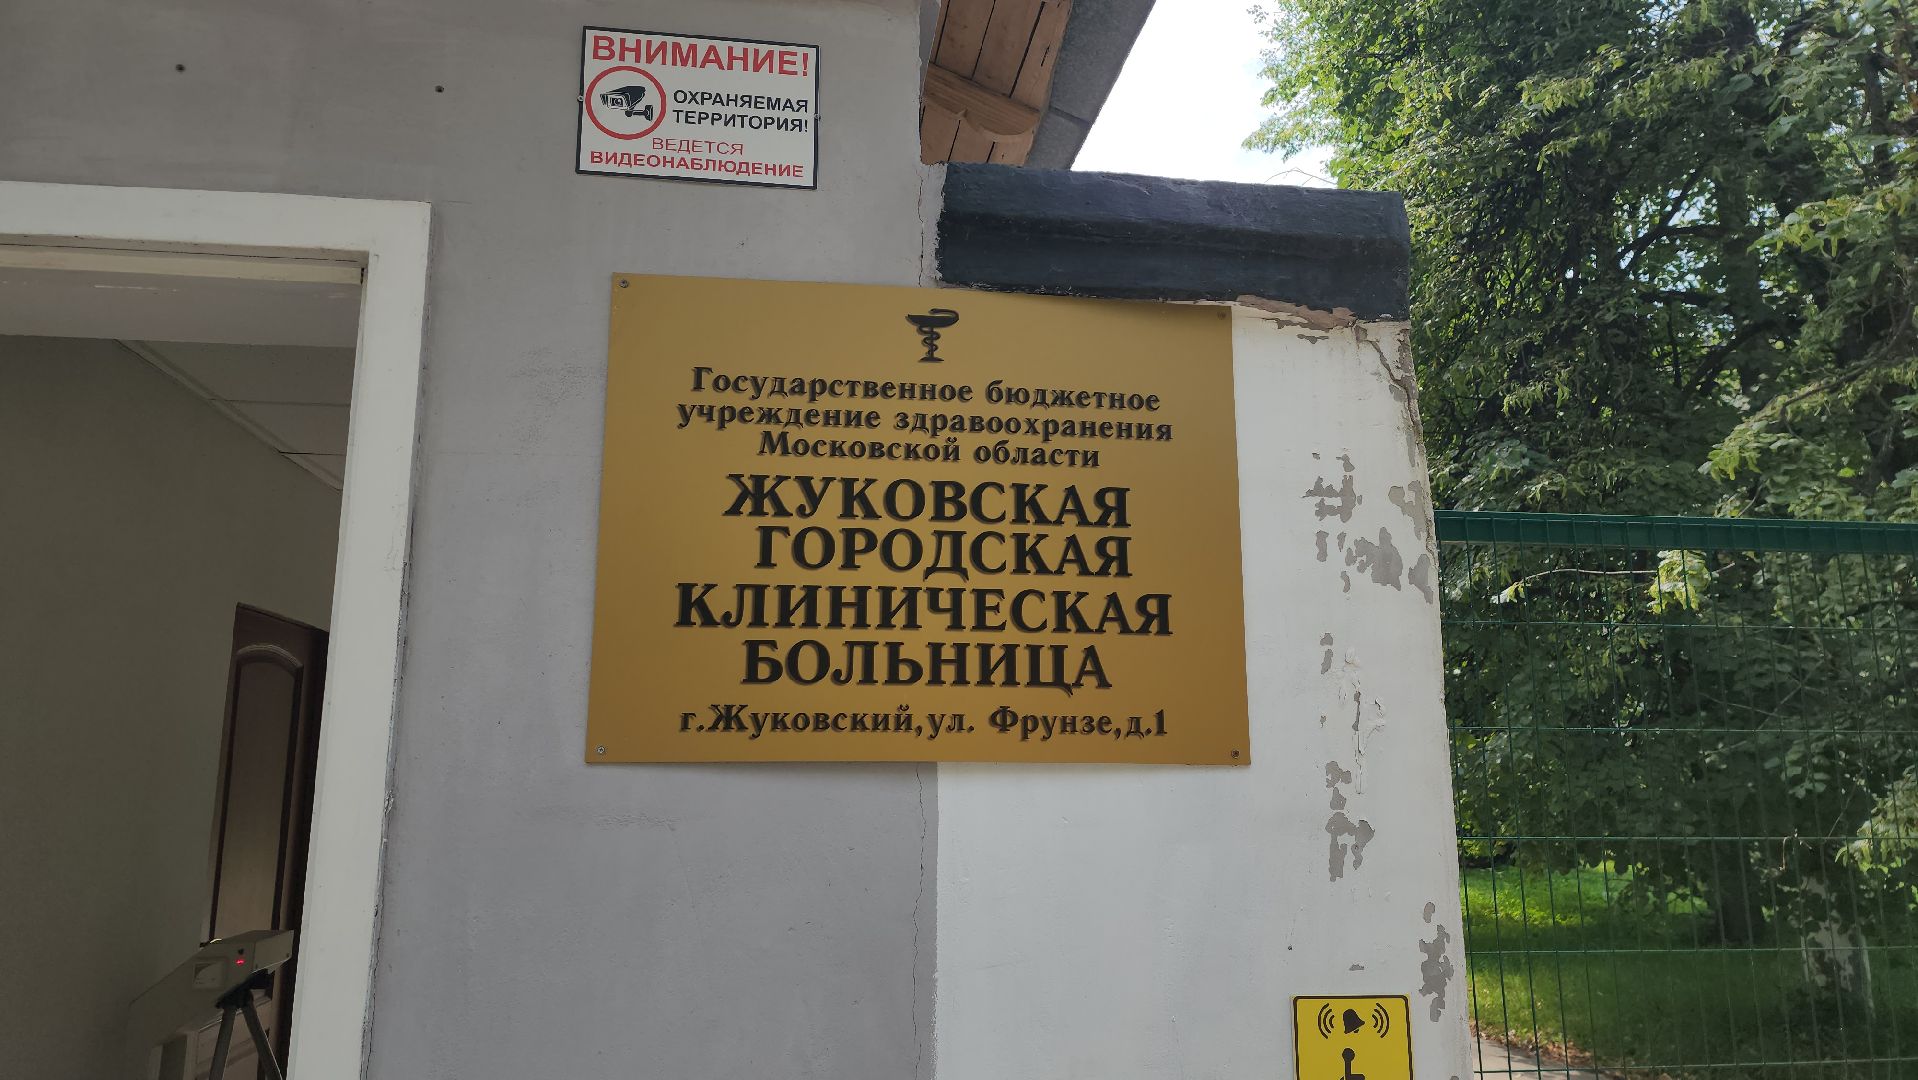 ВНИМАНИЕ!
ОХРАНЯЕМАЯ
ТЕРРИТОРИЯ!
ВЕДЕТСЯ
ВИДЕОНАБЛЮДЕНИЕ
Государственное бюджетное
учреждение здравоохранения
Московской области
ЖУКОВСКАЯ
ГОРОДСКАЯ
КЛИНИЧЕСКАЯ
БОЛЬНИЦА
г.Жуковский,ул. Фрунзе,д.1